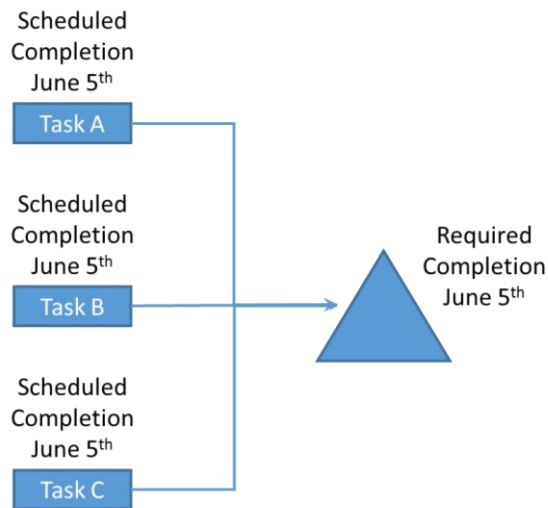 Scheduled
Completion
June 5th
Task A
Scheduled
Completion
June 5th
Task B
Required
Completion
June 5th
Scheduled
Completion
June 5th
Task C